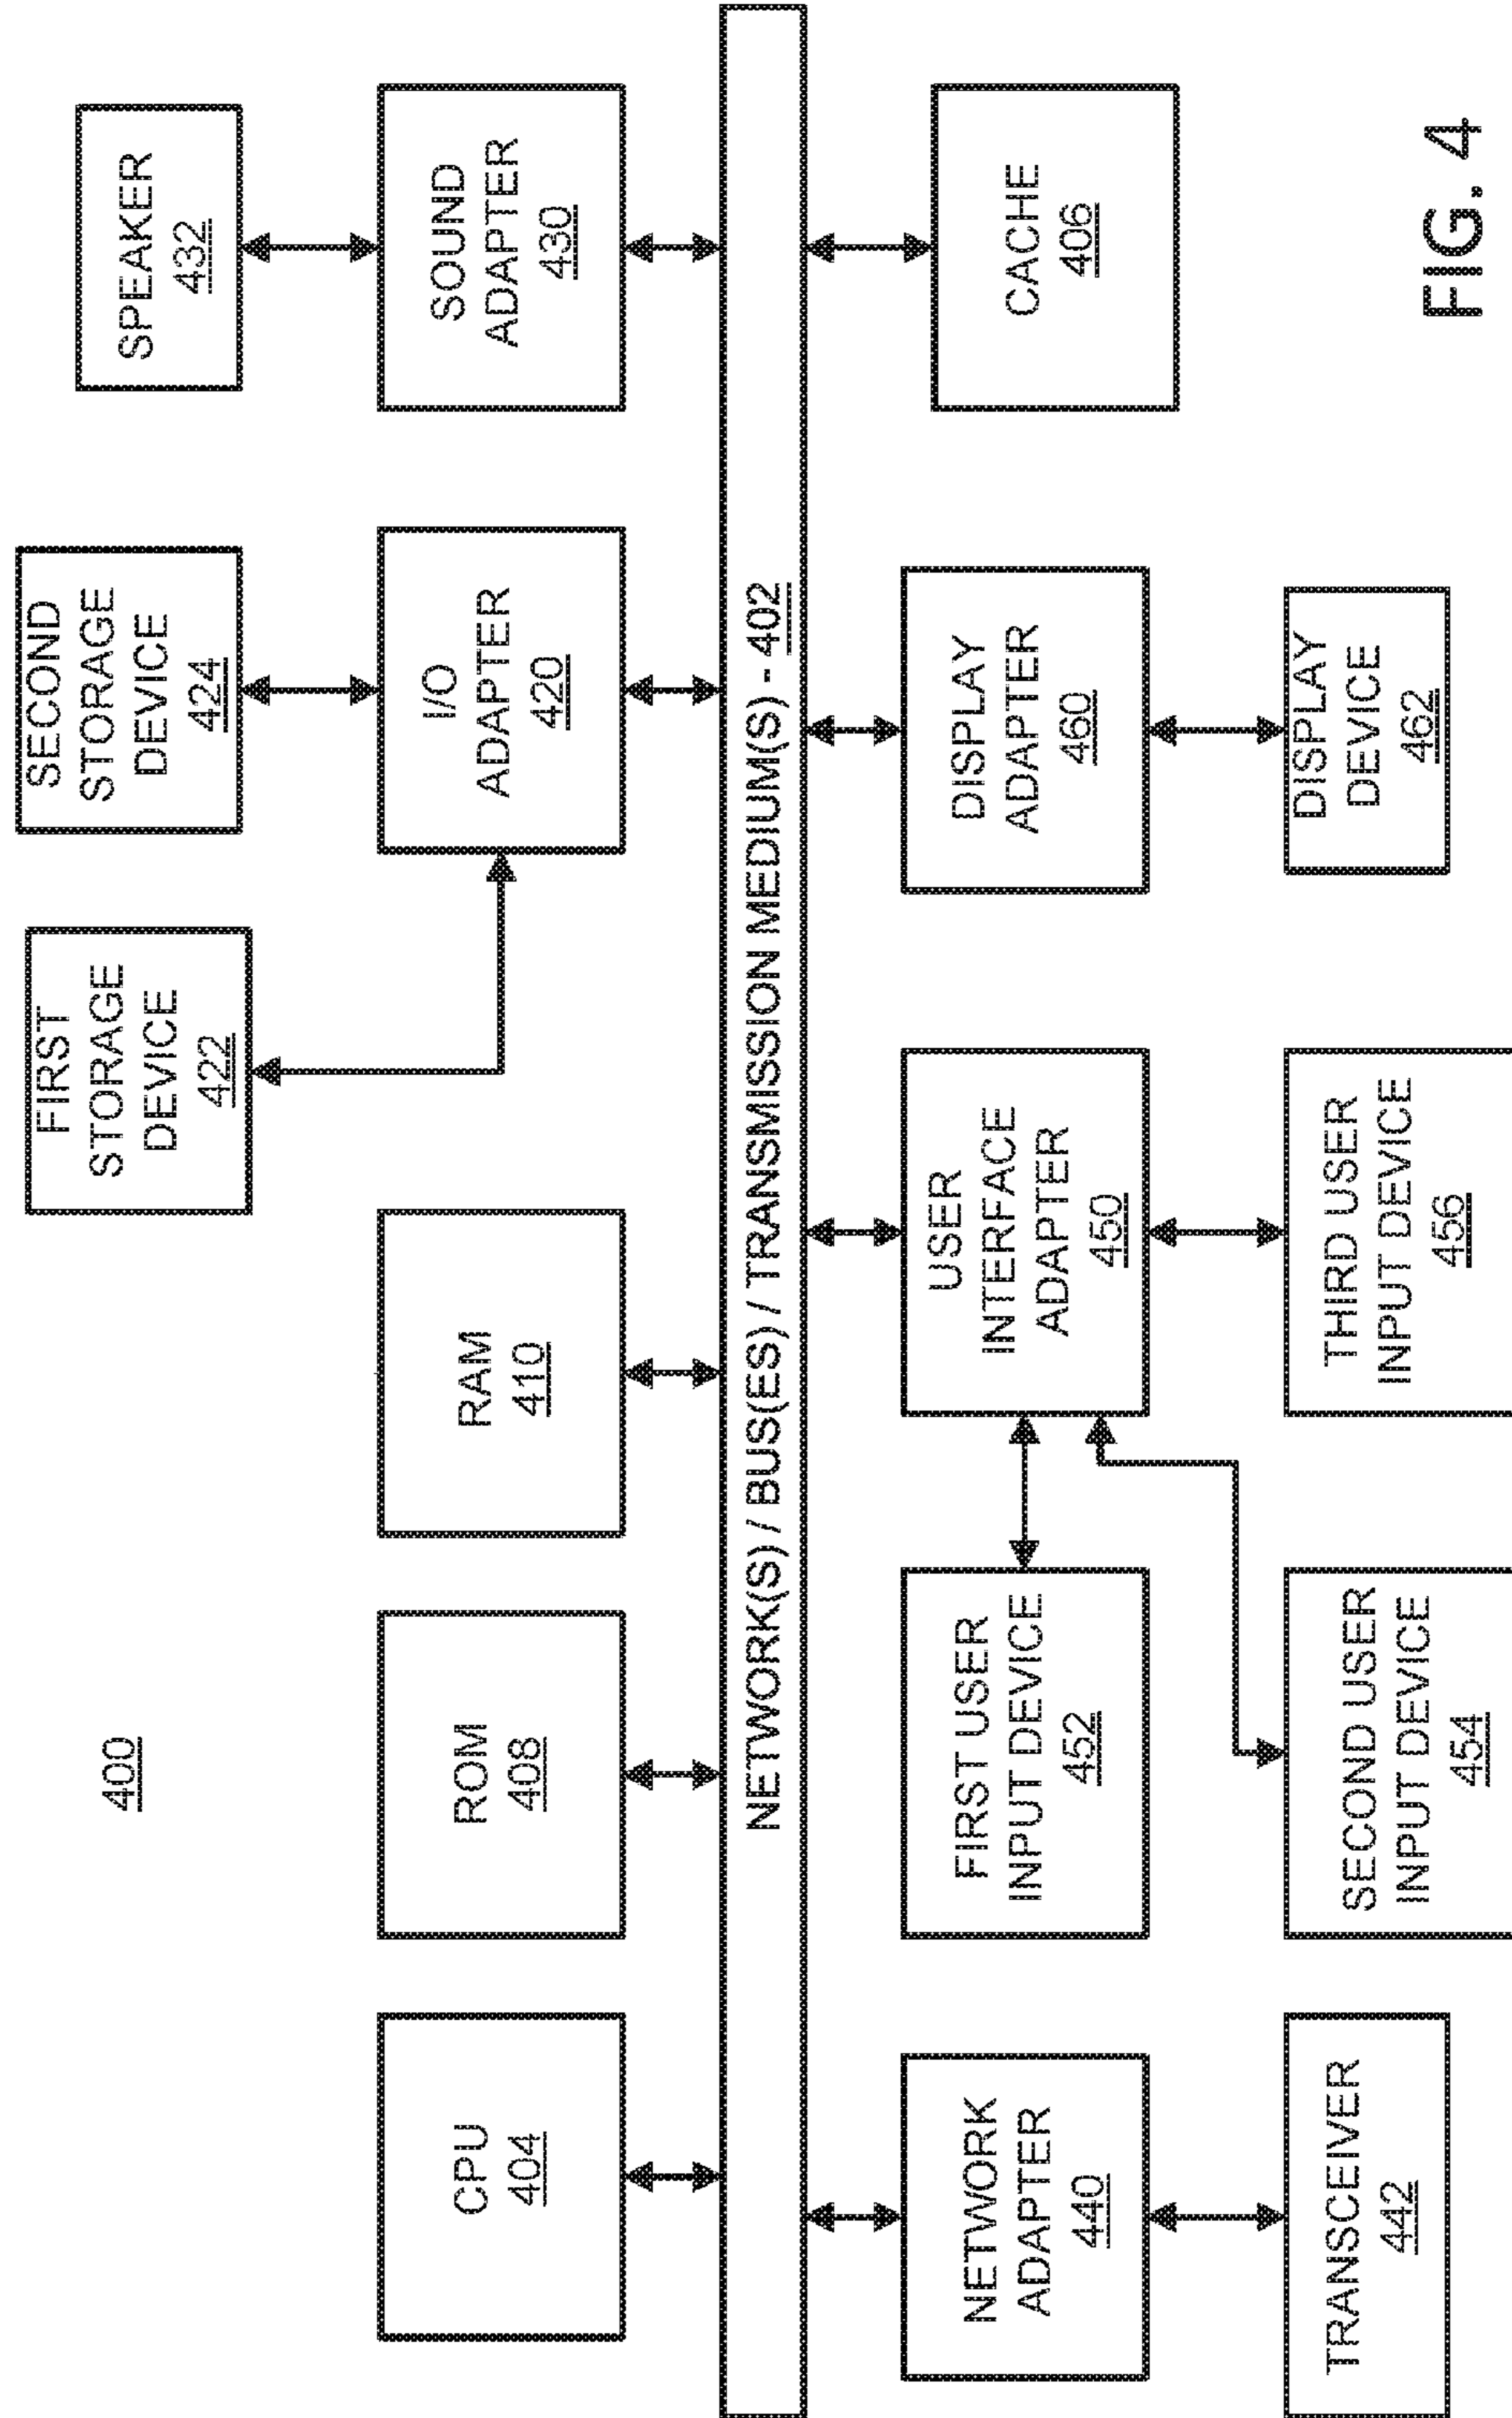 400
FIRST
STORAGE
DEVICE
422
SECOND
STORAGE
DEVICE
424
SPEAKER
432
CPU
404
ROM
408
RAM
410
I/O
ADAPTER
420
SOUND
ADAPTER
430
NETWORK(S) / BUS(ES) / TRANSMISSION MEDIUM(S) - 402
NETWORK
ADAPTER
440
FIRST USER
INPUT DEVICE
452
USER
INTERFACE
ADAPTER
450
DISPLAY
ADAPTER
460
CACHE
406
TRANSCEIVER
442
SECOND USER
INPUT DEVICE
454
THIRD USER
INPUT DEVICE
456
DISPLAY
DEVICE
462
FIG. 4